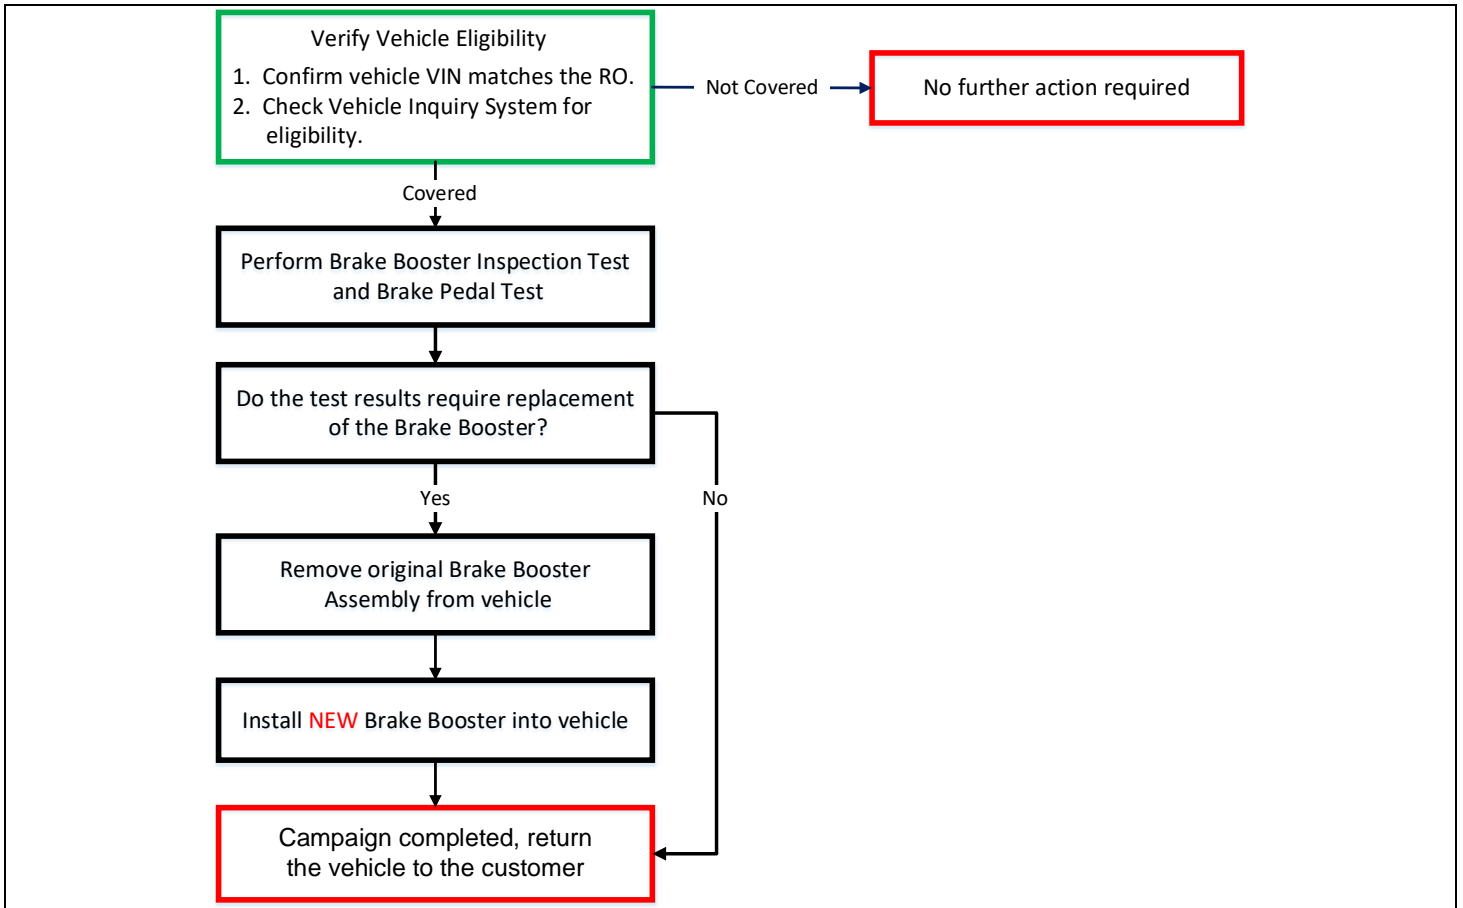 Verify Vehicle Eligibility
1. Confirm vehicle VIN matches the RO.
2. Check Vehicle Inquiry System for
eligibility.
Not Covered
No further action required
Covered
Perform Brake Booster Inspection Test
and Brake Pedal Test
Do the test results require replacement
of the Brake Booster?
Yes
No
Remove original Brake Booster
Assembly from vehicle
Install NEW Brake Booster into vehicle
Campaign completed, return
the vehicle to the customer